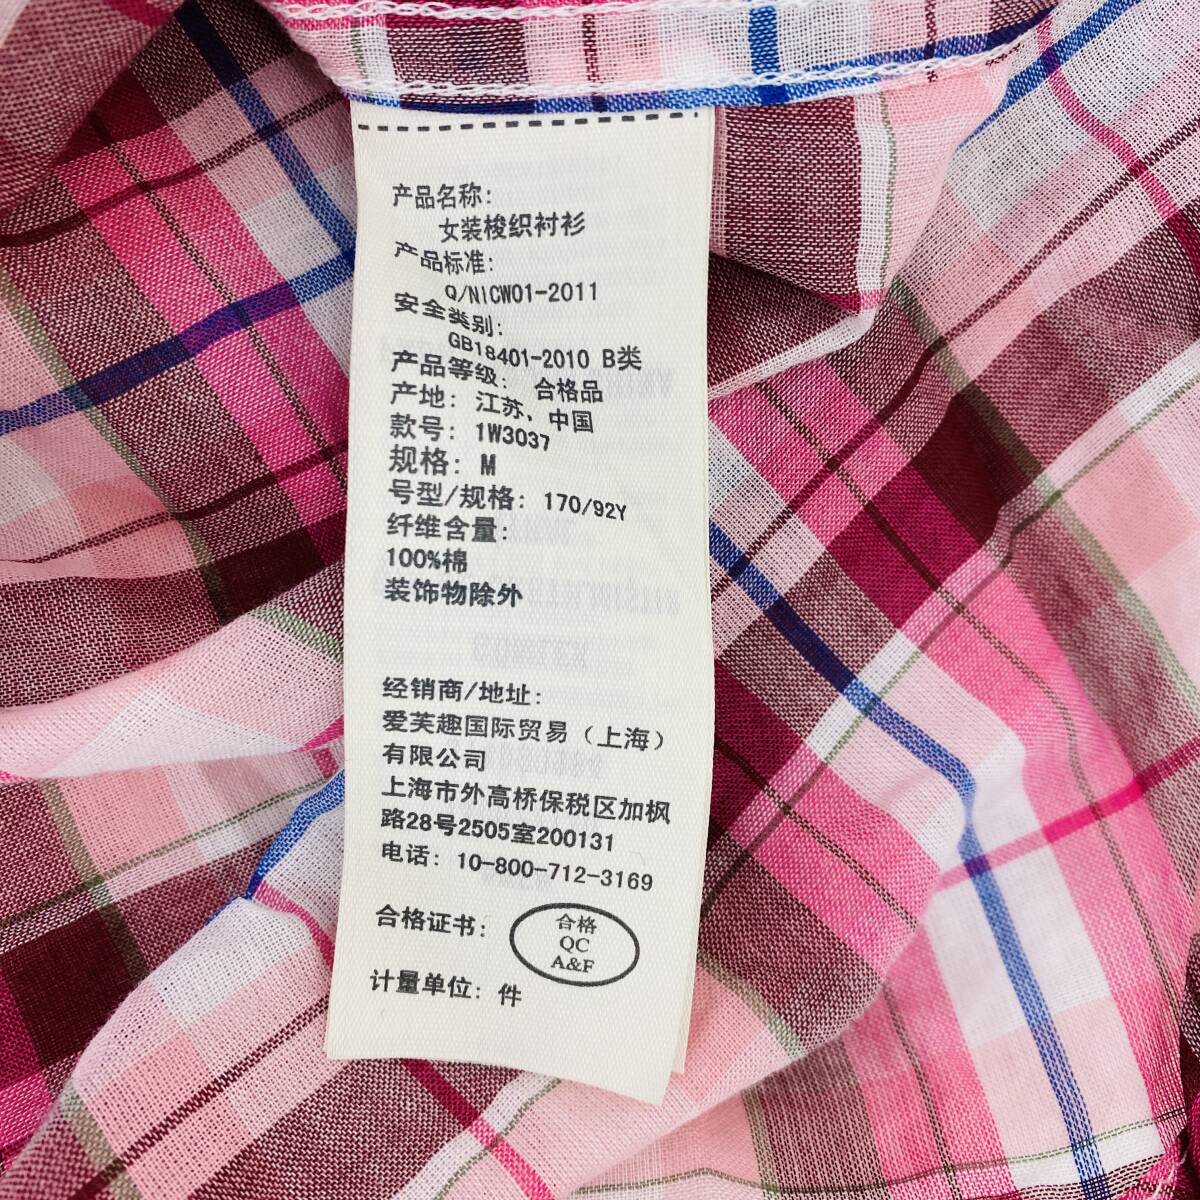 产品名称:
女装梭织衬衫
产品标准:
Q/NICW01-2011
安全类别:
GB18401-2010 B类
产品等级: 合格品
产地: 江苏, 中国
款号: 1W3037
规格: M
号型/规格: 170/92Y
纤维含量:
100%棉
装饰物除外
经销商/地址:
爱芙趣国际贸易（上海）
有限公司
上海市外高桥保税区加枫
路28号2505室200131
电话: 10-800-712-3169
合格证书:
合格
QC
A&F
计量单位: 件